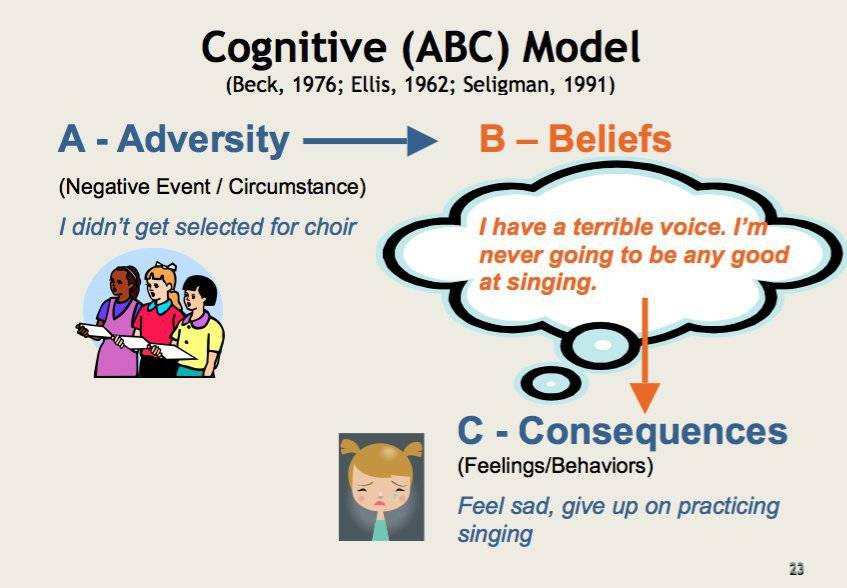 Cognitive (ABC) Model
(Beck, 1976; Ellis, 1962; Seligman, 1991)
A - Adversity
B – Beliefs
(Negative Event / Circumstance)
I didn’t get selected for choir
I have a terrible voice. I’m
never going to be any good
at singing.
C - Consequences
(Feelings/Behaviors)
Feel sad, give up on practicing
singing
23